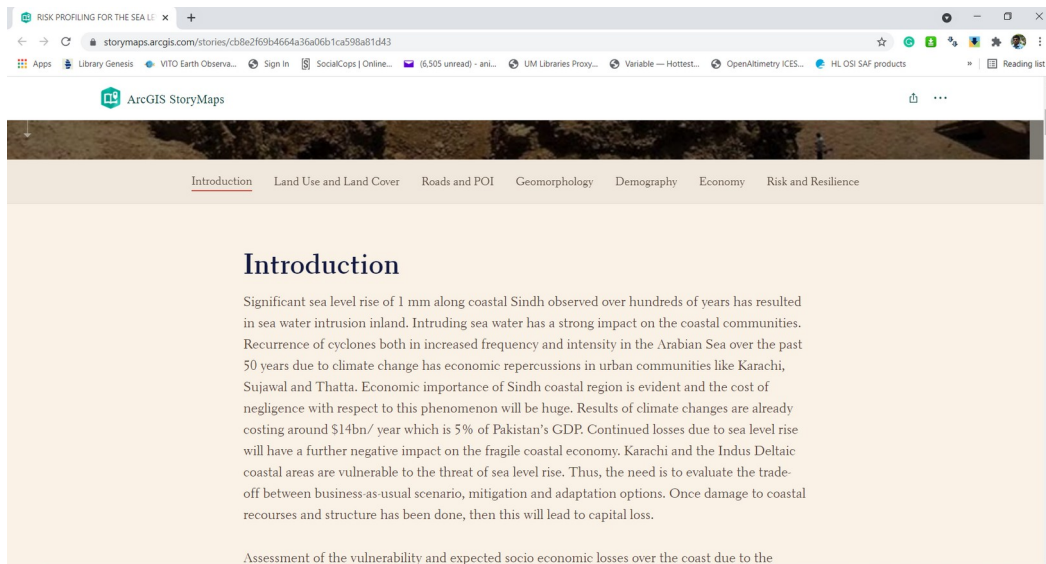 RISK PROFILING FOR THE SEA LE
storymaps.arcgis.com/stories/cb8e2f69b4664a36a06b1ca598a81d43
Apps Library Genesis VITO Earth Observa... Sign In SocialCops | Online... (6,505 unread) - ani... UM Libraries Proxy... Variable — Hottest... OpenAltimetry ICES... HL OSI SAF products » Reading list
ArcGIS StoryMaps
Introduction Land Use and Land Cover Roads and POI Geomorphology Demography Economy Risk and Resilience
Introduction
Significant sea level rise of 1 mm along coastal Sindh observed over hundreds of years has resulted
in sea water intrusion inland. Intruding sea water has a strong impact on the coastal communities.
Recurrence of cyclones both in increased frequency and intensity in the Arabian Sea over the past
50 years due to climate change has economic repercussions in urban communities like Karachi,
Sujawal and Thatta. Economic importance of Sindh coastal region is evident and the cost of
negligence with respect to this phenomenon will be huge. Results of climate changes are already
costing around $14bn/ year which is 5% of Pakistan's GDP. Continued losses due to sea level rise
will have a further negative impact on the fragile coastal economy. Karachi and the Indus Deltaic
coastal areas are vulnerable to the threat of sea level rise. Thus, the need is to evaluate the trade-
off between business-as-usual scenario, mitigation and adaptation options. Once damage to coastal
recourses and structure has been done, then this will lead to capital loss.
Assessment of the vulnerability and expected socio economic losses over the coast due to the